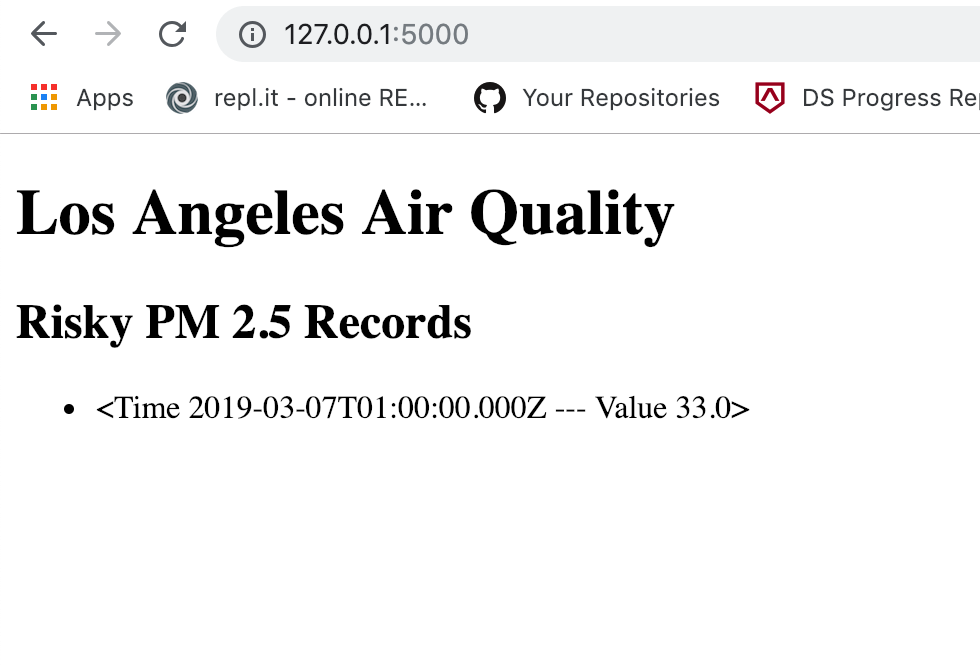 127.0.0.1:5000
Apps repl.it - online RE... Your Repositories DS Progress Re
Los Angeles Air Quality
Risky PM 2.5 Records
<Time 2019-03-07T01:00:00.000Z --- Value 33.0>